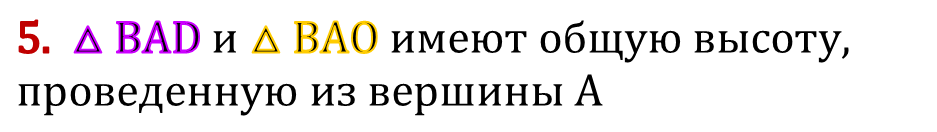 5. △ BAD и △ BAO имеют общую высоту,
проведенную из вершины А